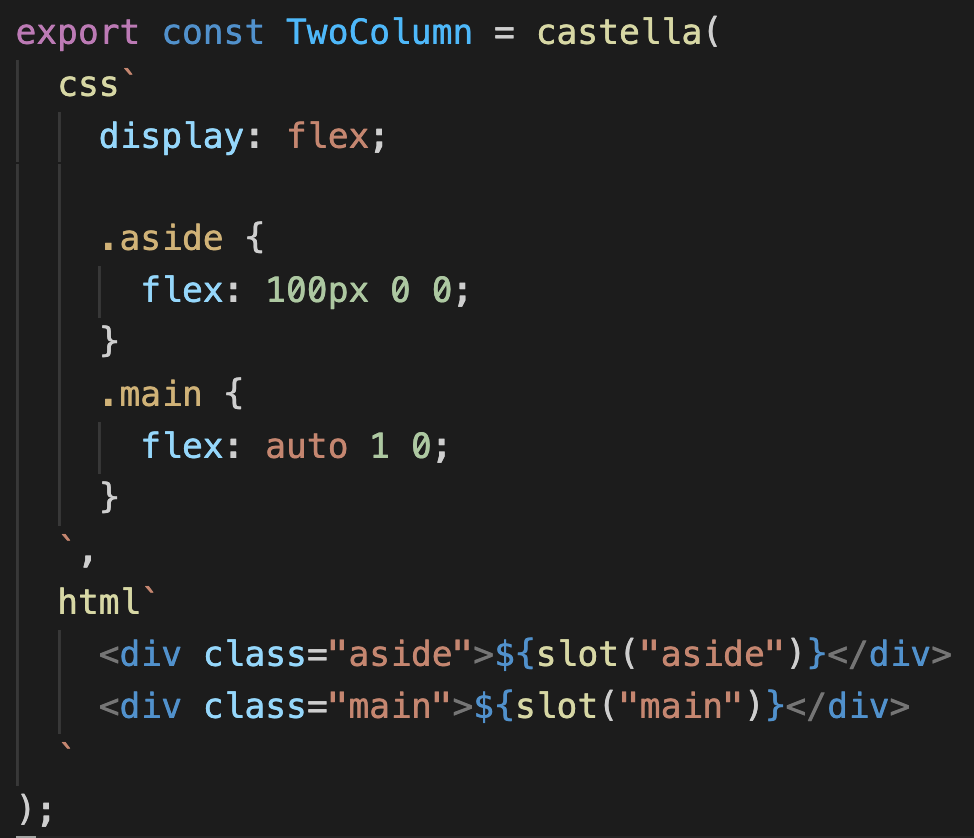 export const TwoColumn = castella(
  css`
    display: flex;

    .aside {
      flex: 100px 0 0;
    }
    .main {
      flex: auto 1 0;
    }
  `,
  html`
    <div class="aside">${slot("aside")}</div>
    <div class="main">${slot("main")}</div>
  `
);